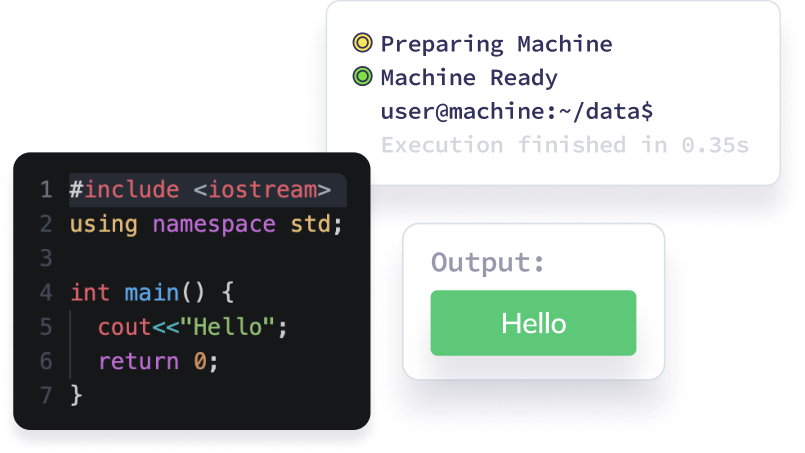 Preparing Machine
Machine Ready
user@machine:~/data$
Execution finished in 0.35s
1 #include <iostream>
2 using namespace std;
3
4 int main() {
5   cout<<"Hello";
6   return 0;
7 }
Output:
Hello